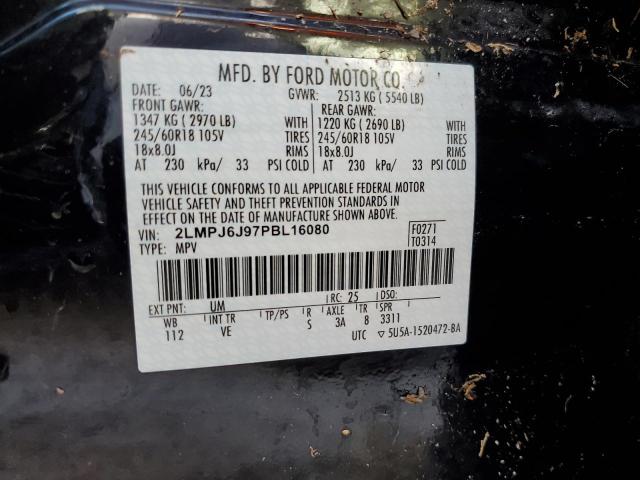 MFD. BY FORD MOTOR CO.
DATE: 06/23 GVWR: 2513 KG ( 5540 LB)
FRONT GAWR: REAR GAWR:
1347 KG ( 2970 LB) WITH 1220 KG ( 2690 LB) WITH
245/60R18 105V TIRES 245/60R18 105V TIRES
18x8.0J RIMS 18x8.0J RIMS
AT 230 kPa/ 33 PSI COLD AT 230 kPa/ 33 PSI COLD
THIS VEHICLE CONFORMS TO ALL APPLICABLE FEDERAL MOTOR
VEHICLE SAFETY AND THEFT PREVENTION STANDARDS IN
EFFECT ON THE DATE OF MANUFACTURE SHOWN ABOVE.
VIN: 2LMPJ6J97PBL16080 F0271
TYPE: MPV T0314
EXT PNT: UM RC: 25 DSO:
WB INT TR TP/PS R AXLE TR SPR
112 VE S 3A 8 3311
UTC ▽ 5U5A-1520472-BA